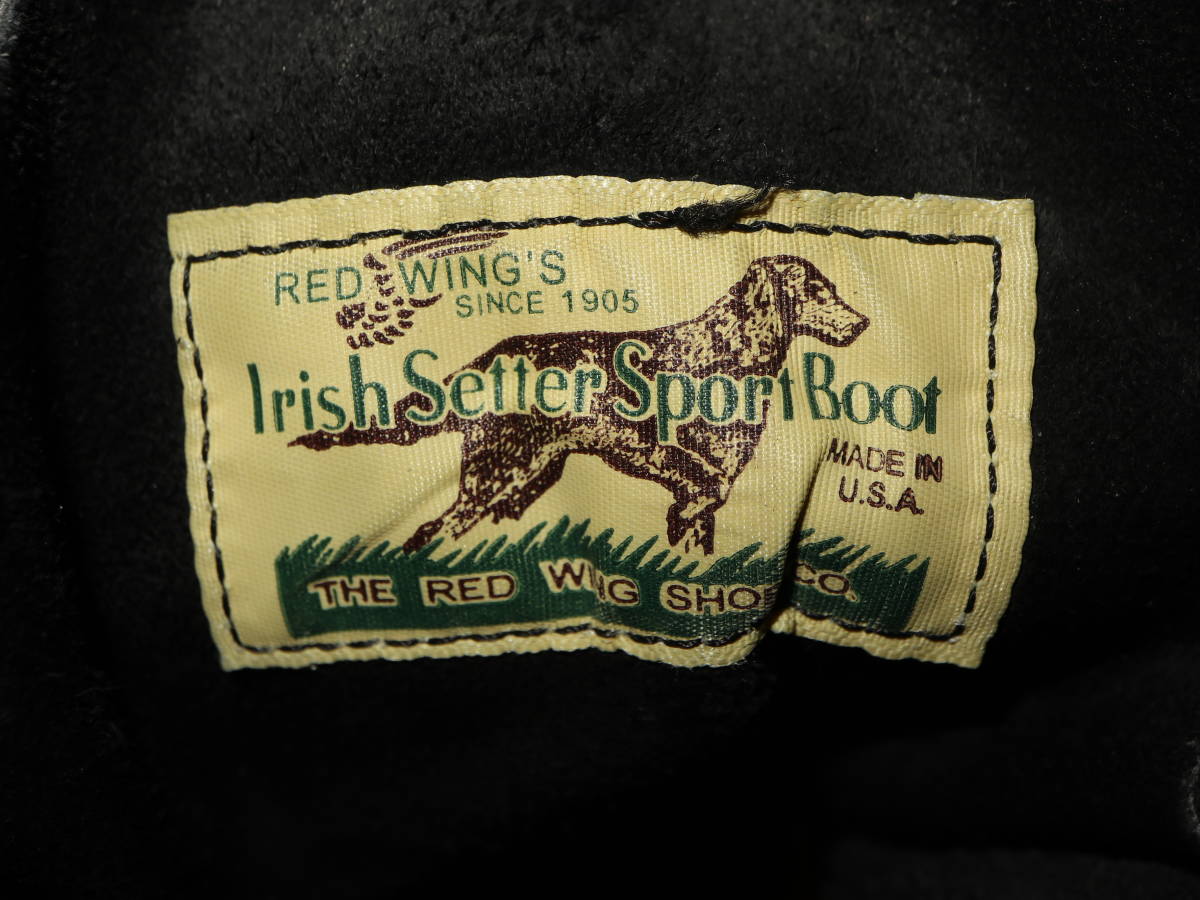 RED WING'S
SINCE 1905
Irish Setter Sport Boot
MADE IN
U.S.A.
THE RED WING SHOE CO.